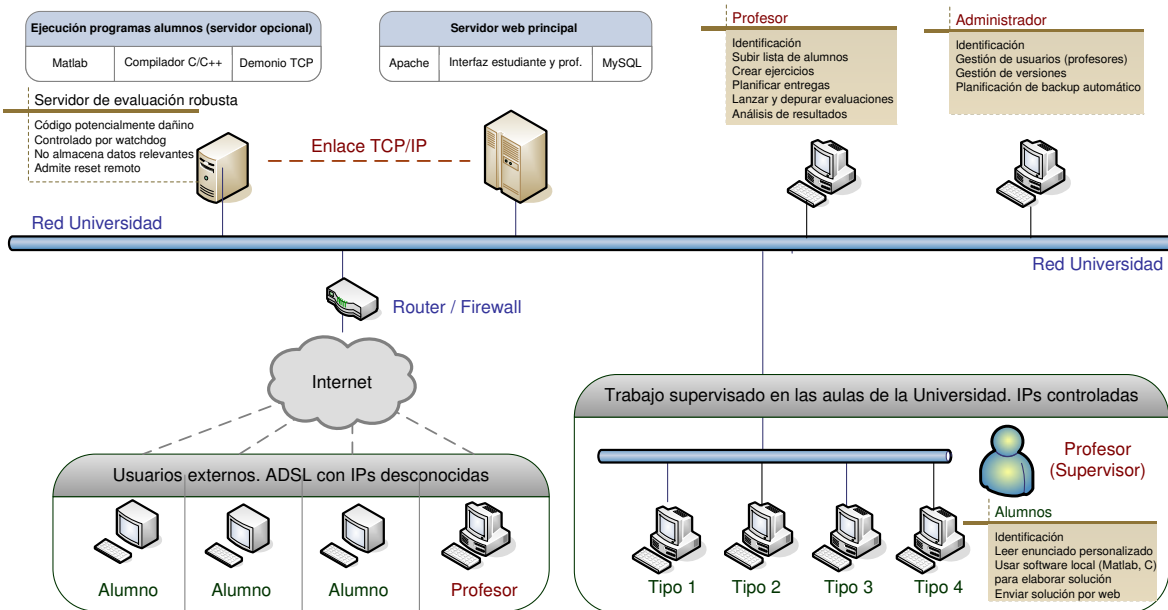 Ejecución programas alumnos (servidor opcional)
Matlab
Compilador C/C++
Demonio TCP
Servidor web principal
Apache
Interfaz estudiante y prof.
MySQL
Profesor
Identificación
Subir lista de alumnos
Crear ejercicios
Planificar entregas
Lanzar y depurar evaluaciones
Análisis de resultados
Administrador
Identificación
Gestión de usuarios (profesores)
Gestión de versiones
Planificación de backup automático
Servidor de evaluación robusta
Código potencialmente dañino
Controlado por watchdog
No almacena datos relevantes
Admite reset remoto
Enlace TCP/IP
Red Universidad
Red Universidad
Router / Firewall
Internet
Usuarios externos. ADSL con IPs desconocidas
Alumno
Alumno
Alumno
Profesor
Trabajo supervisado en las aulas de la Universidad. IPs controladas
Profesor
(Supervisor)
Tipo 1
Tipo 2
Tipo 3
Tipo 4
Alumnos
Identificación
Leer enunciado personalizado
Usar software local (Matlab, C)
para elaborar solución
Enviar solución por web